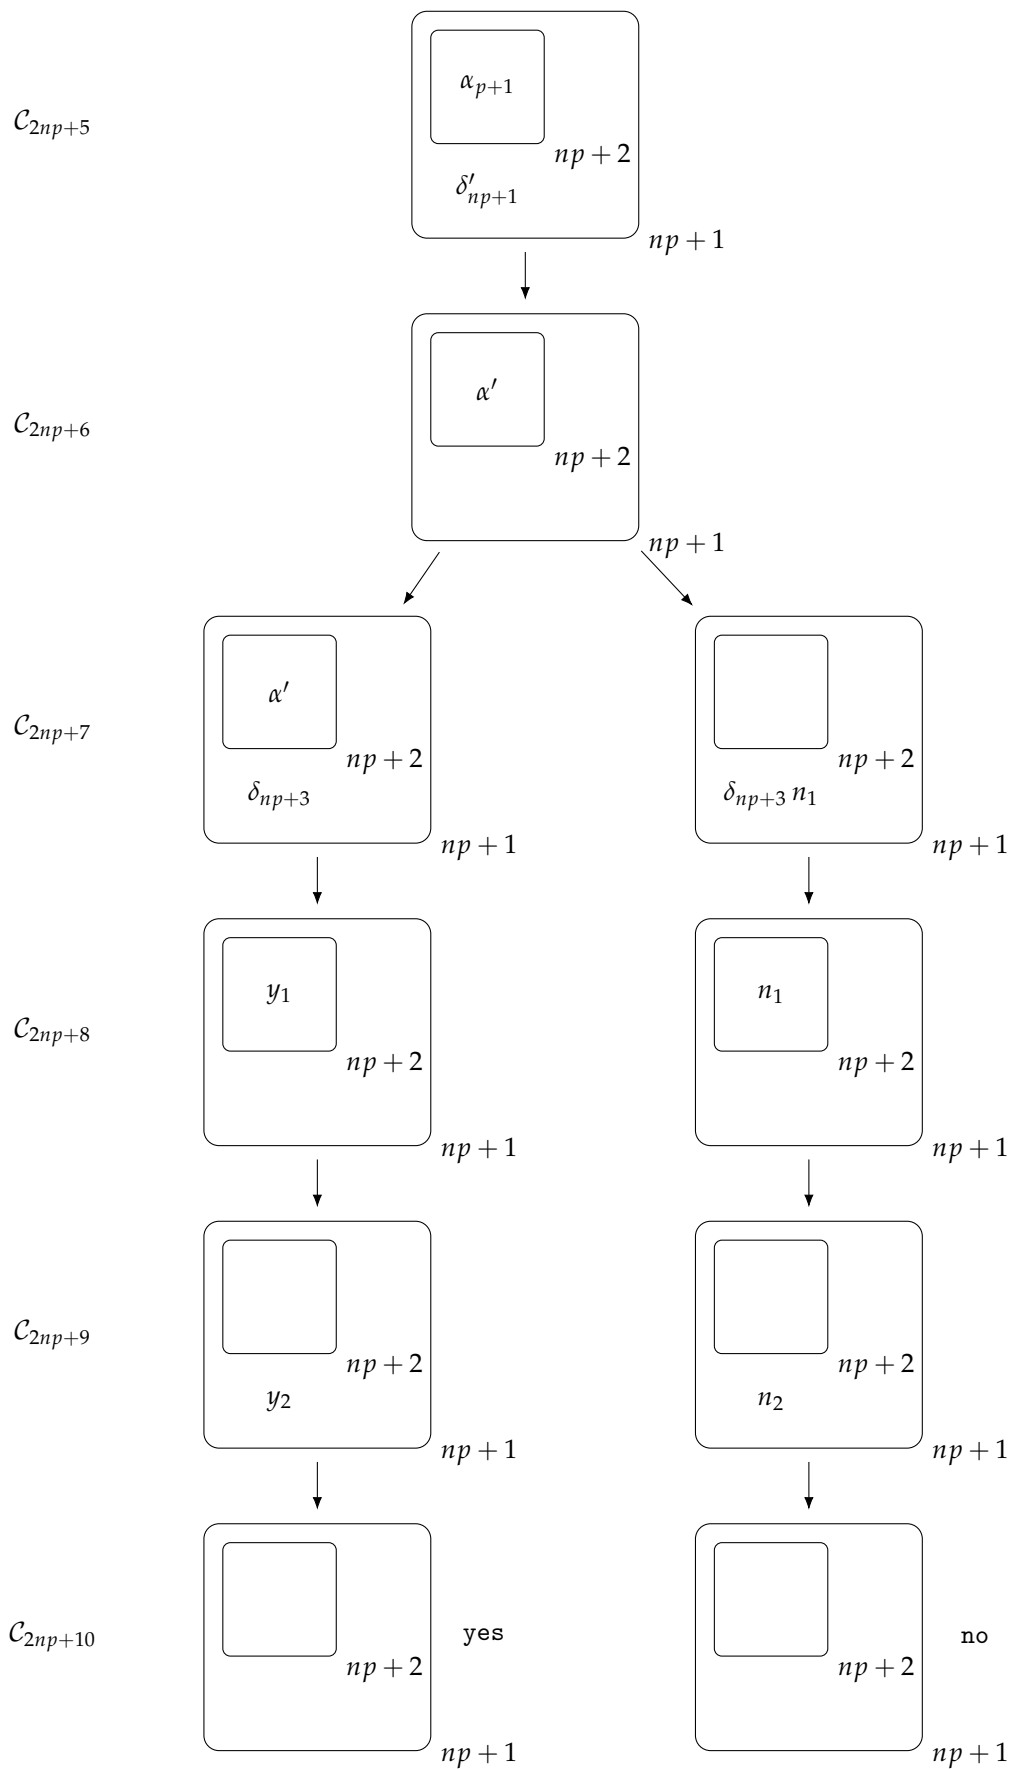 𝒞₂ₙₚ₊₅
αₚ₊₁
np + 2
δ′ₙₚ₊₁
np + 1
𝒞₂ₙₚ₊₆
α′
np + 2
np + 1
𝒞₂ₙₚ₊₇
α′
np + 2
np + 2
δₙₚ₊₃
δₙₚ₊₃ n₁
np + 1
np + 1
𝒞₂ₙₚ₊₈
y₁
n₁
np + 2
np + 2
np + 1
np + 1
𝒞₂ₙₚ₊₉
np + 2
np + 2
y₂
n₂
np + 1
np + 1
𝒞₂ₙₚ₊₁₀
yes
no
np + 2
np + 2
np + 1
np + 1